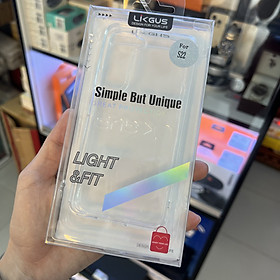 LIKGUS
For
S22
Simple But Unique
LIGHT
&FIT